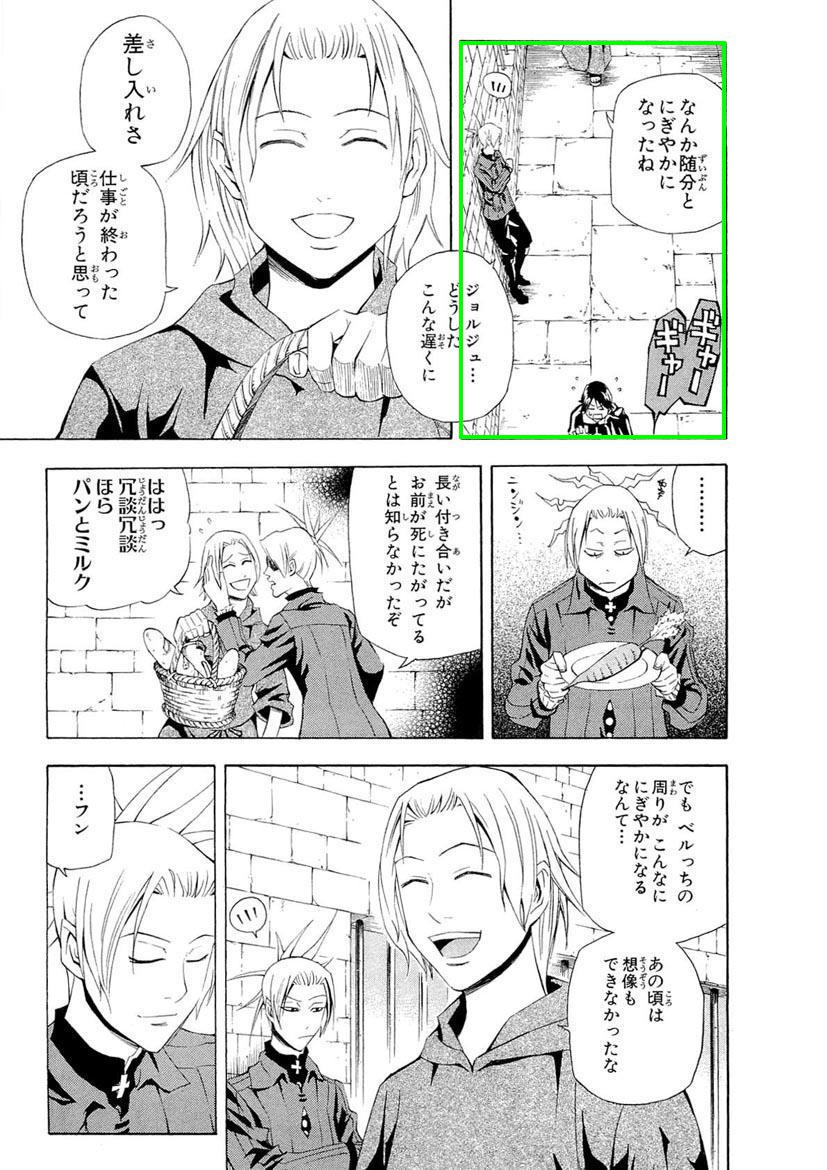 なんか随分と
にぎやかに
なったね
ギャー
ギャー
ジョルジュ…
どうした
こんな遅くに
差し入れさ
仕事が終わった
頃だろうと思って
………
ニンジン…
長い付き合いだが
お前が死にたがってる
とは知らなかったぞ
ははっ
冗談冗談
ほら
パンとミルク
でも ベルっちの
周りが こんなに
にぎやかになる
なんて…
あの頃は
想像も
できなかったな
…フン